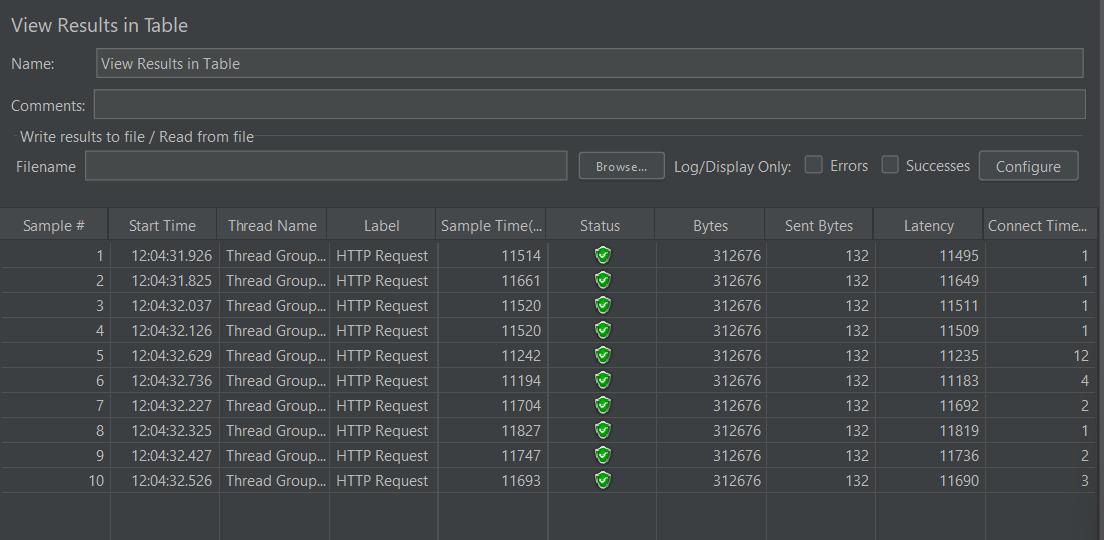 View Results in Table
Name: View Results in Table
Comments:
Write results to file / Read from file
Filename Browse... Log/Display Only: Errors Successes Configure
Sample # Start Time Thread Name Label Sample Time(... Status Bytes Sent Bytes Latency Connect Time...
1 12:04:31.926 Thread Group... HTTP Request 11514 312676 132 11495 1
2 12:04:31.825 Thread Group... HTTP Request 11661 312676 132 11649 1
3 12:04:32.037 Thread Group... HTTP Request 11520 312676 132 11511 1
4 12:04:32.126 Thread Group... HTTP Request 11520 312676 132 11509 1
5 12:04:32.629 Thread Group... HTTP Request 11242 312676 132 11235 12
6 12:04:32.736 Thread Group... HTTP Request 11194 312676 132 11183 4
7 12:04:32.227 Thread Group... HTTP Request 11704 312676 132 11692 2
8 12:04:32.325 Thread Group... HTTP Request 11827 312676 132 11819 1
9 12:04:32.427 Thread Group... HTTP Request 11747 312676 132 11736 2
10 12:04:32.526 Thread Group... HTTP Request 11693 312676 132 11690 3